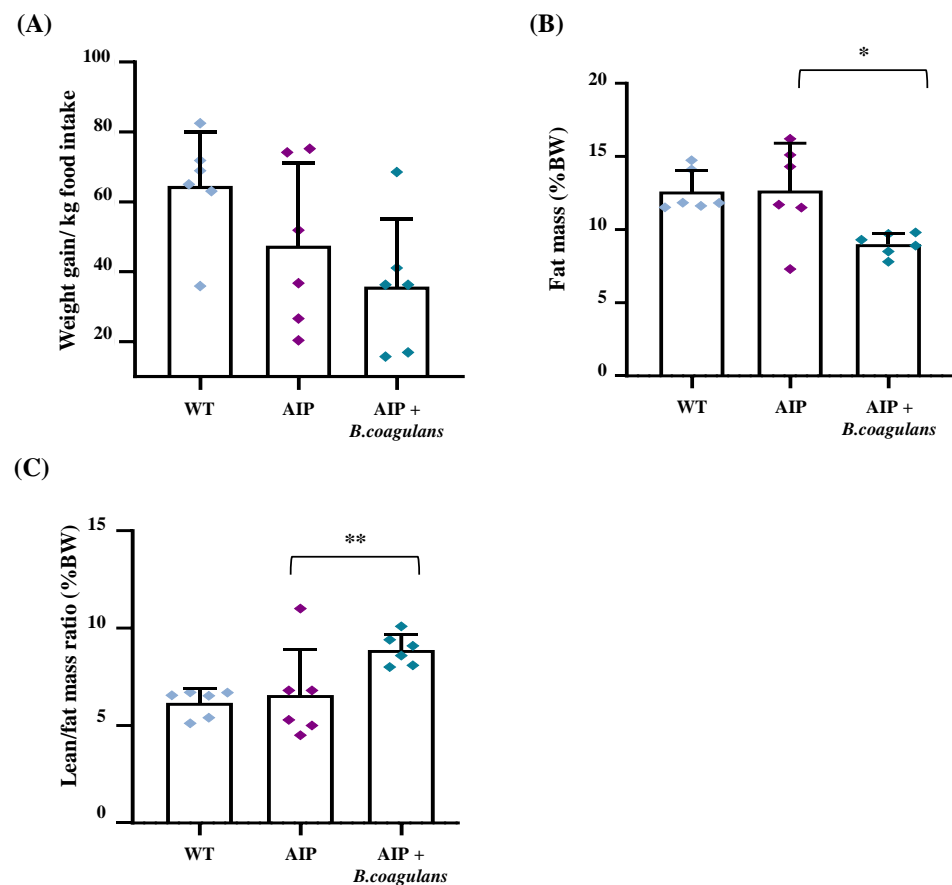 (A)
Weight gain/ kg food intake
100
80
60
40
20
WT
AIP
AIP +
B.coagulans
(B)
Fat mass (%BW)
20
15
10
5
0
*
WT
AIP
AIP +
B.coagulans
(C)
Lean/fat mass ratio (%BW)
15
10
5
0
**
WT
AIP
AIP +
B.coagulans